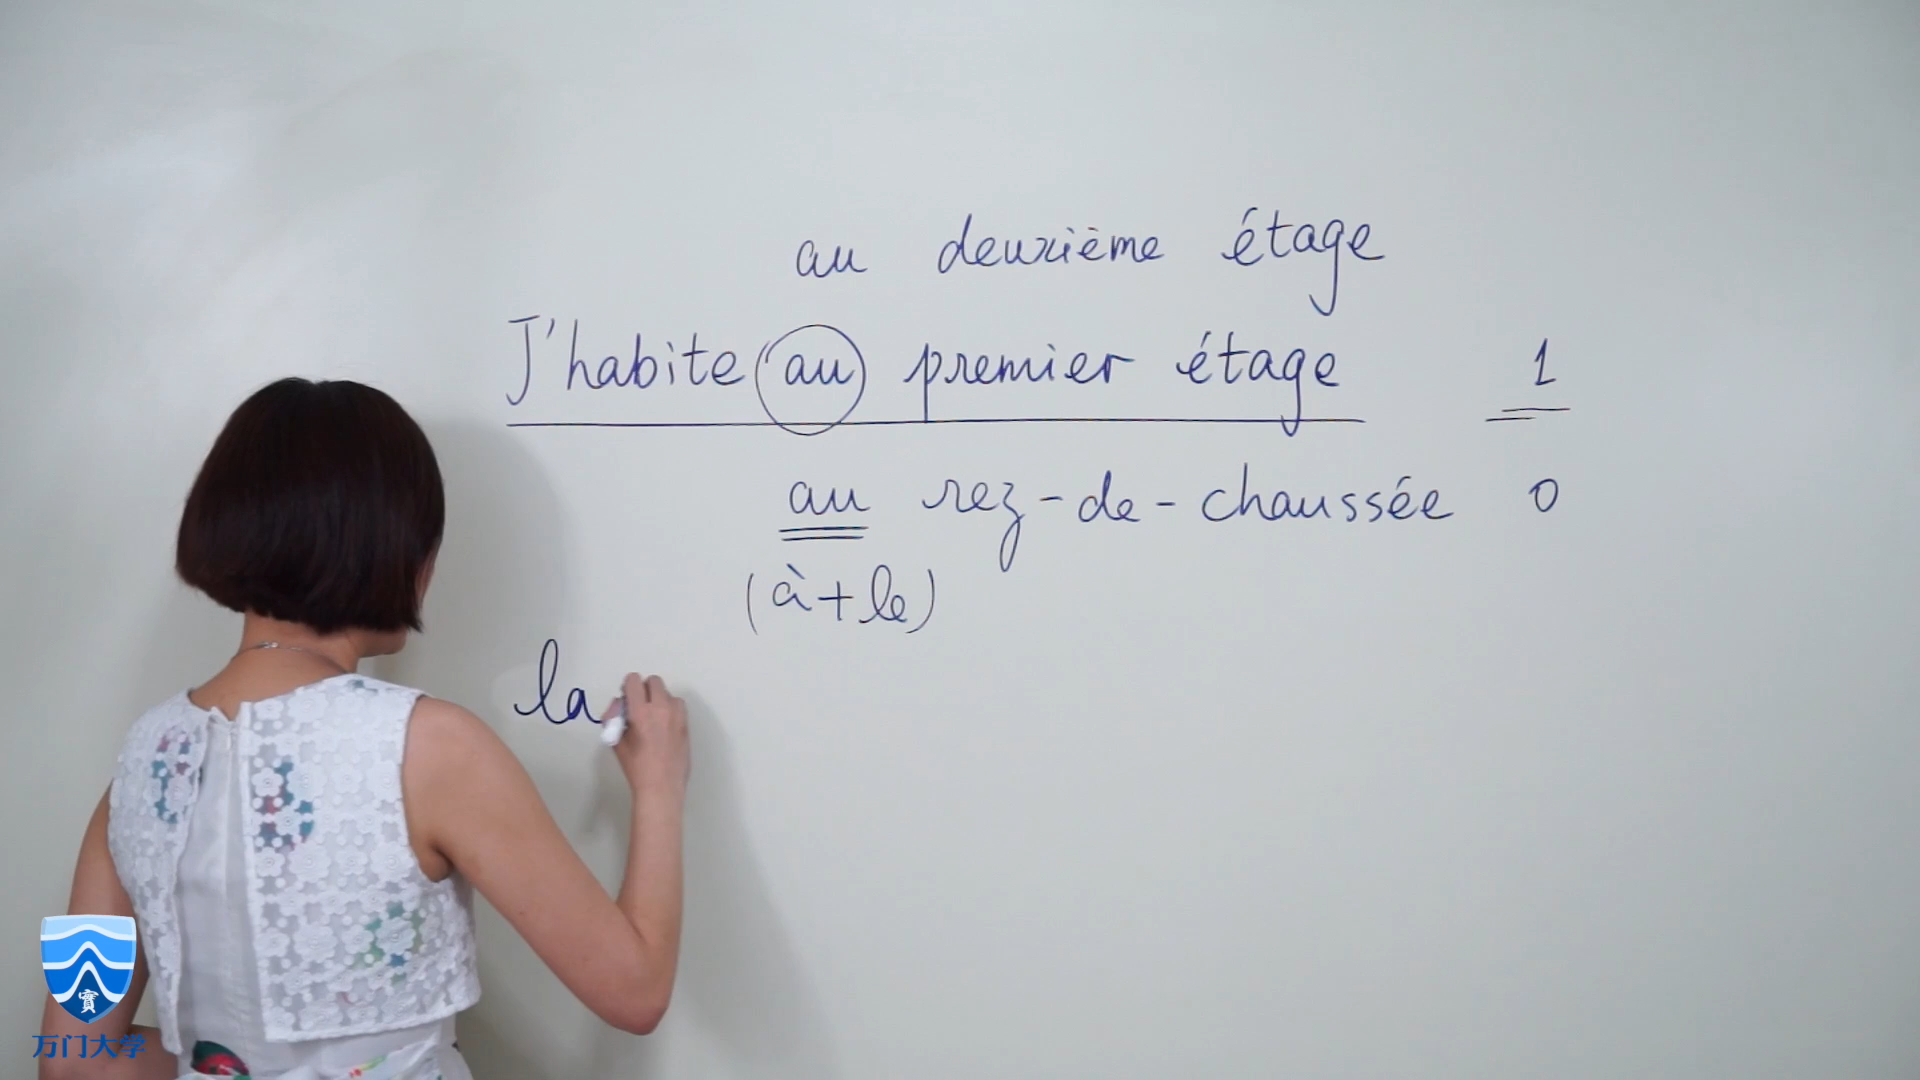 au deuxième étage
J'habite au premier étage 1
au rez-de-chaussée 0
(à+le)
la
實
万门大学